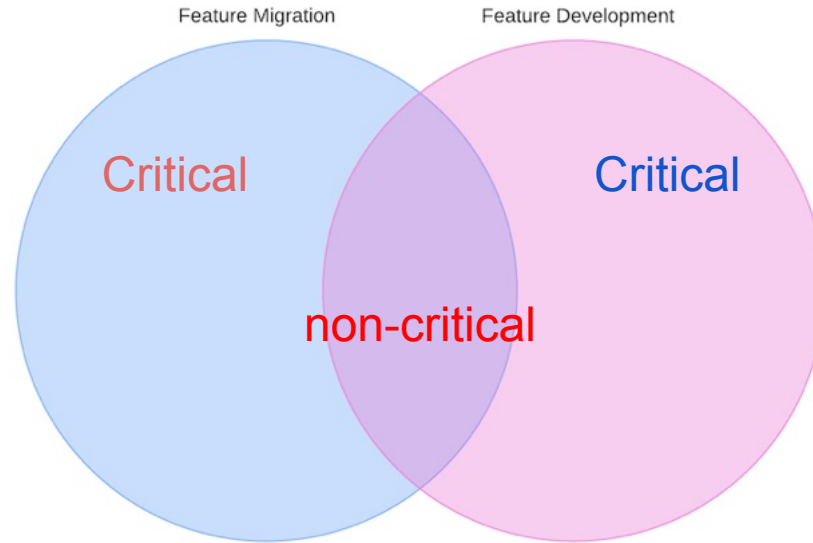 Feature Migration
Feature Development
Critical
Critical
non-critical